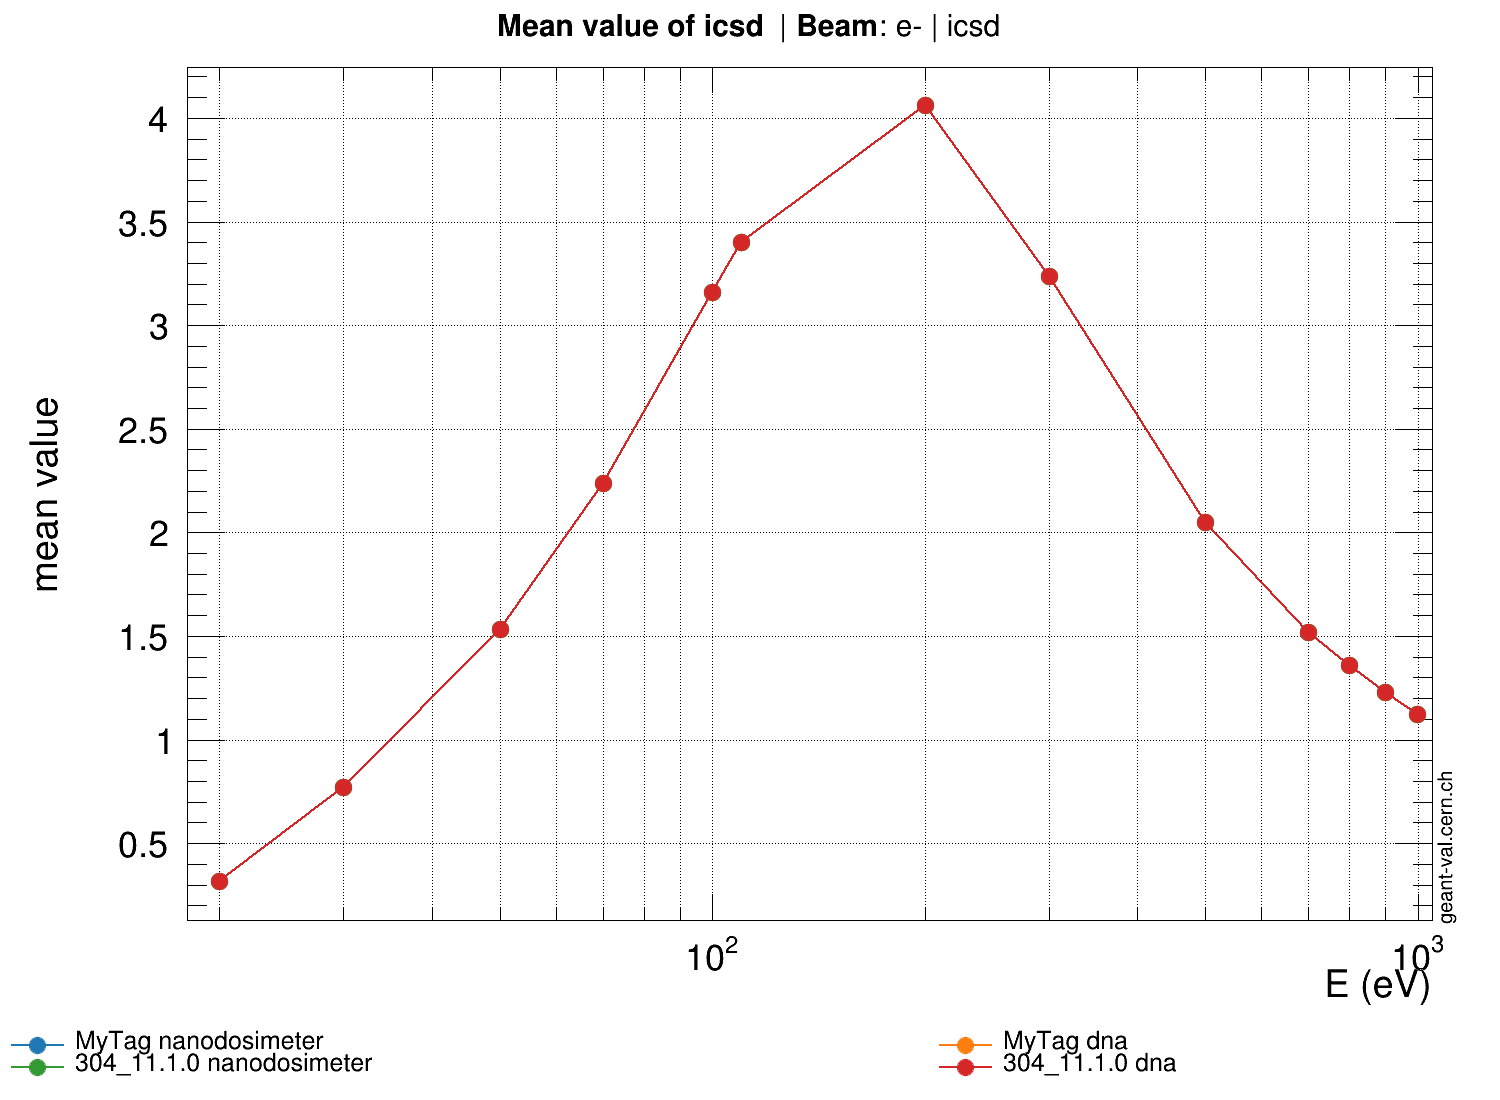 Mean value of icsd | Beam: e- | icsd
4
3.5
3
2.5
2
1.5
1
0.5
mean value
10²
10³
E (eV)
geant-val.cern.ch
MyTag nanodosimeter
MyTag dna
304_11.1.0 nanodosimeter
304_11.1.0 dna